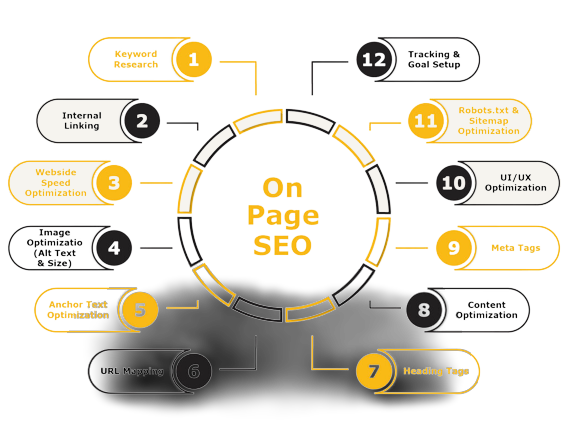 Keyword
Research
1
Internal
Linking
2
Webside
Speed
Optimization
3
Image
Optimizatio
(Alt Text
& Size)
4
Anchor Text
Optimization
5
URL Mapping
6
On
Page
SEO
12
Tracking &
Goal Setup
11
Robots.txt &
Sitemap
Optimization
10
UI/UX
Optimization
9
Meta Tags
8
Content
Optimization
7
Heading Tags